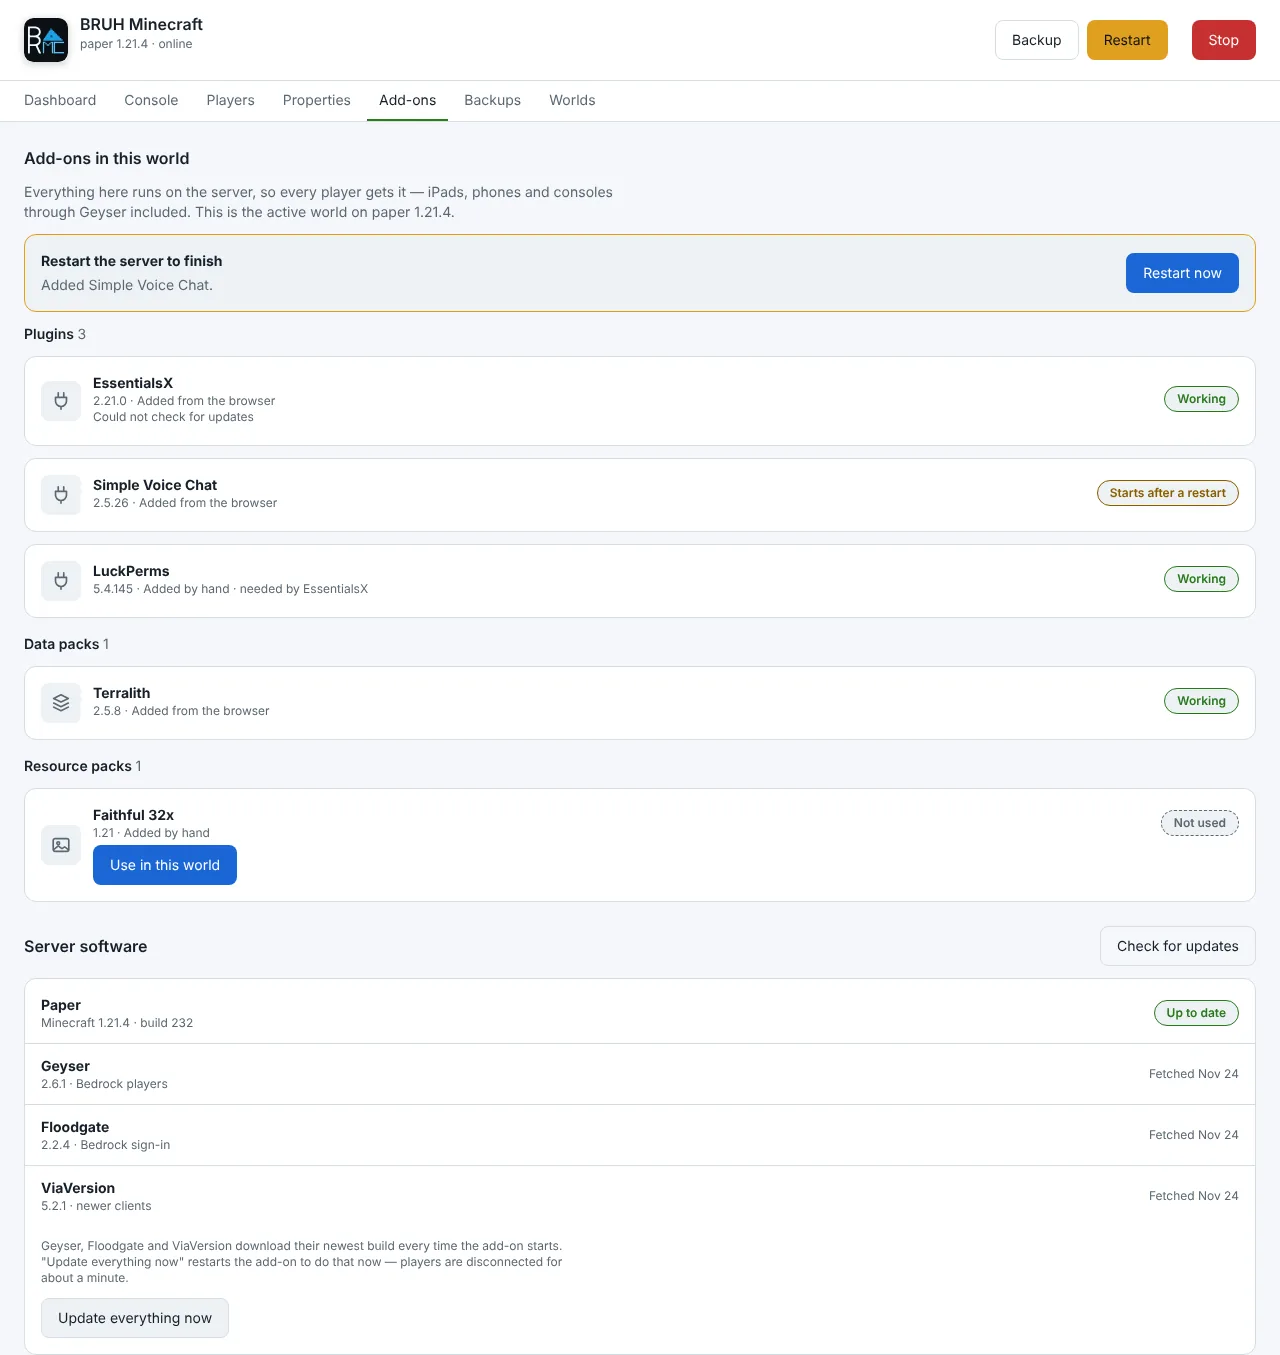 RMC
BRUH Minecraft
paper 1.21.4 · online
Backup
Restart
Stop
Dashboard
Console
Players
Properties
Add-ons
Backups
Worlds
Add-ons in this world
Everything here runs on the server, so every player gets it — iPads, phones and consoles
through Geyser included. This is the active world on paper 1.21.4.
Restart the server to finish
Added Simple Voice Chat.
Restart now
Plugins 3
EssentialsX
2.21.0 · Added from the browser
Could not check for updates
Working
Simple Voice Chat
2.5.26 · Added from the browser
Starts after a restart
LuckPerms
5.4.145 · Added by hand · needed by EssentialsX
Working
Data packs 1
Terralith
2.5.8 · Added from the browser
Working
Resource packs 1
Faithful 32x
1.21 · Added by hand
Not used
Use in this world
Server software
Check for updates
Paper
Minecraft 1.21.4 · build 232
Up to date
Geyser
2.6.1 · Bedrock players
Fetched Nov 24
Floodgate
2.2.4 · Bedrock sign-in
Fetched Nov 24
ViaVersion
5.2.1 · newer clients
Fetched Nov 24
Geyser, Floodgate and ViaVersion download their newest build every time the add-on starts.
"Update everything now" restarts the add-on to do that now — players are disconnected for
about a minute.
Update everything now